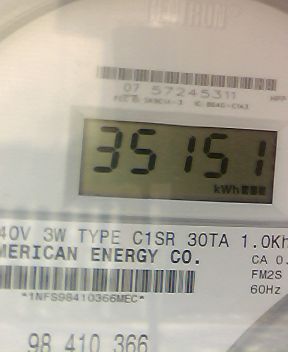 07 57245311
35151
kWh
40V 3W TYPE C1SR 30TA 1.0Kh
MERICAN ENERGY CO.
CA 0.
FM2S
*1NFS98410366MEC*
60Hz
98 410 366